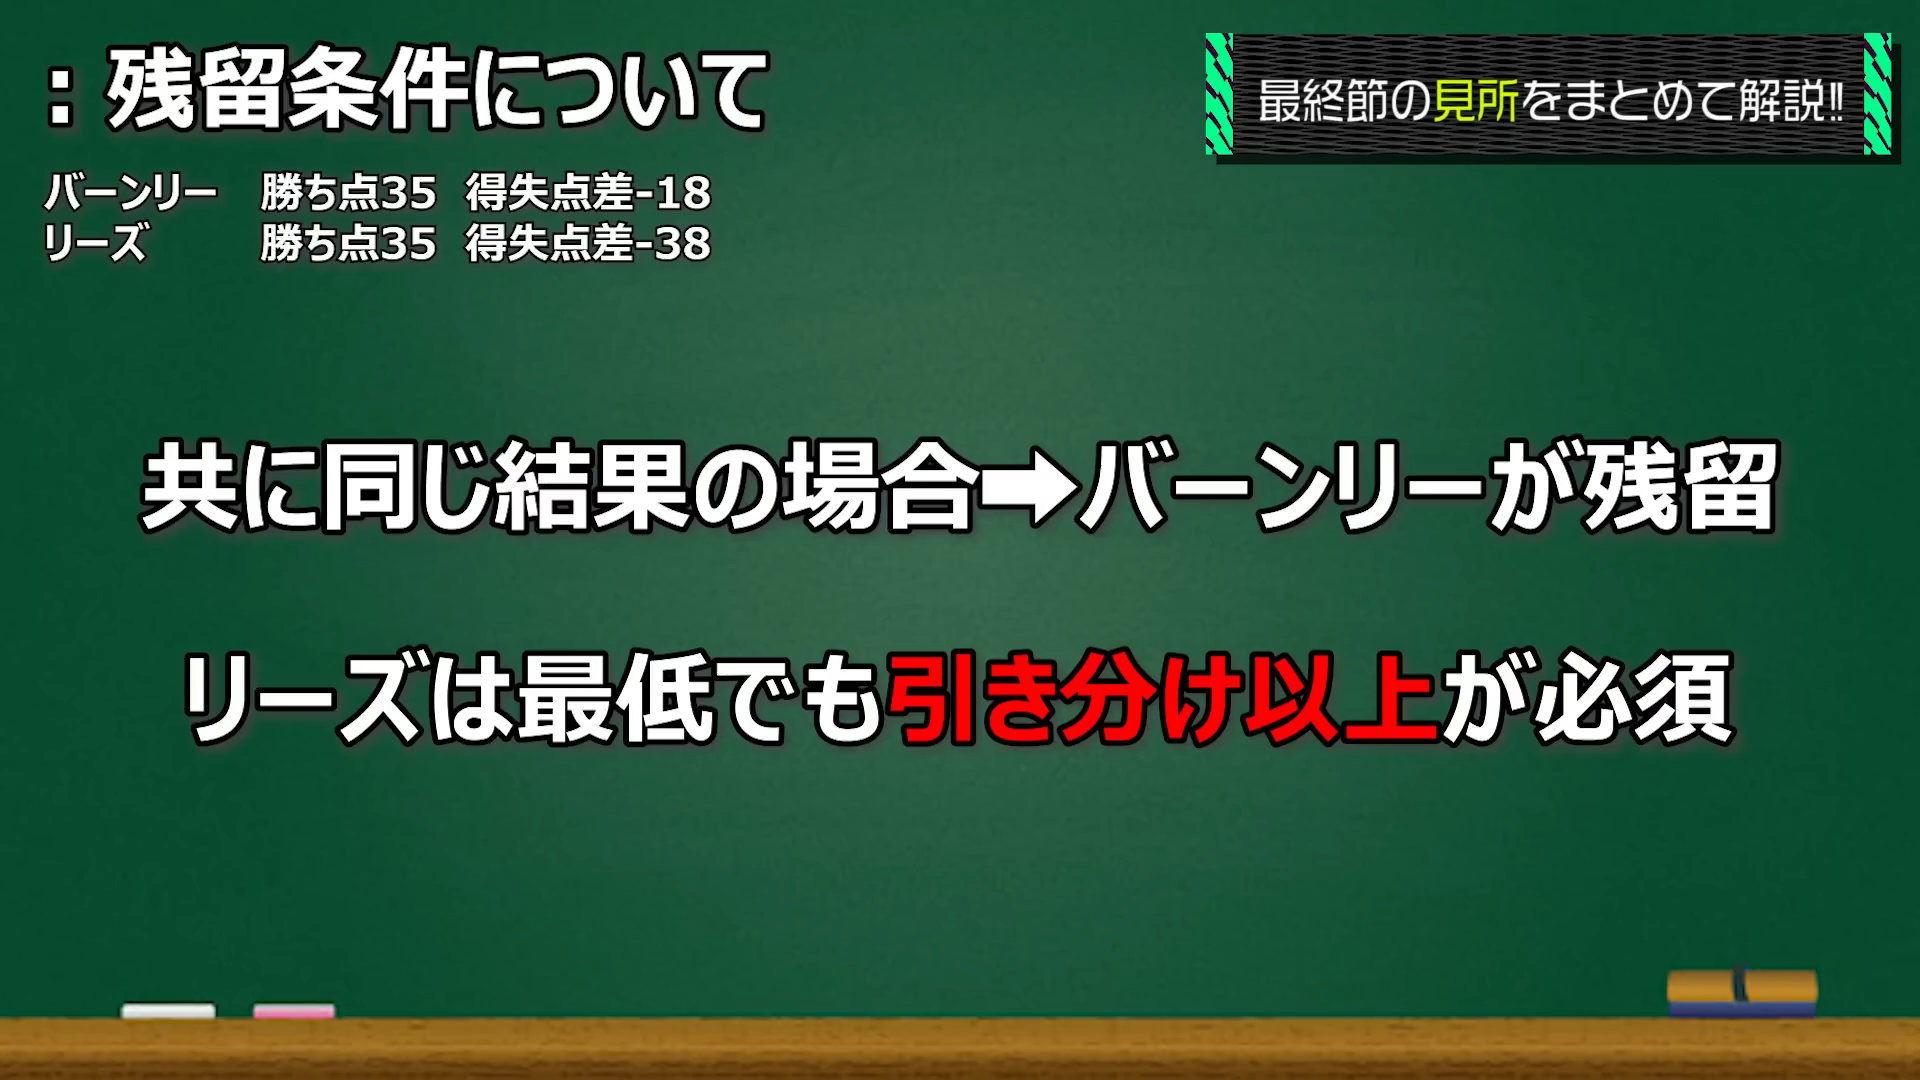 ：残留条件について
最終節の見所をまとめて解説!!
バーンリー 勝ち点35 得失点差-18
リーズ 勝ち点35 得失点差-38
共に同じ結果の場合➡バーンリーが残留
リーズは最低でも引き分け以上が必須